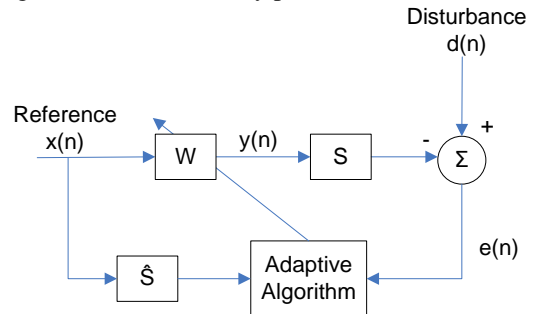 Disturbance
d(n)
Reference
x(n)
+
y(n)
-
W
S
Σ
e(n)
Ŝ
Adaptive
Algorithm